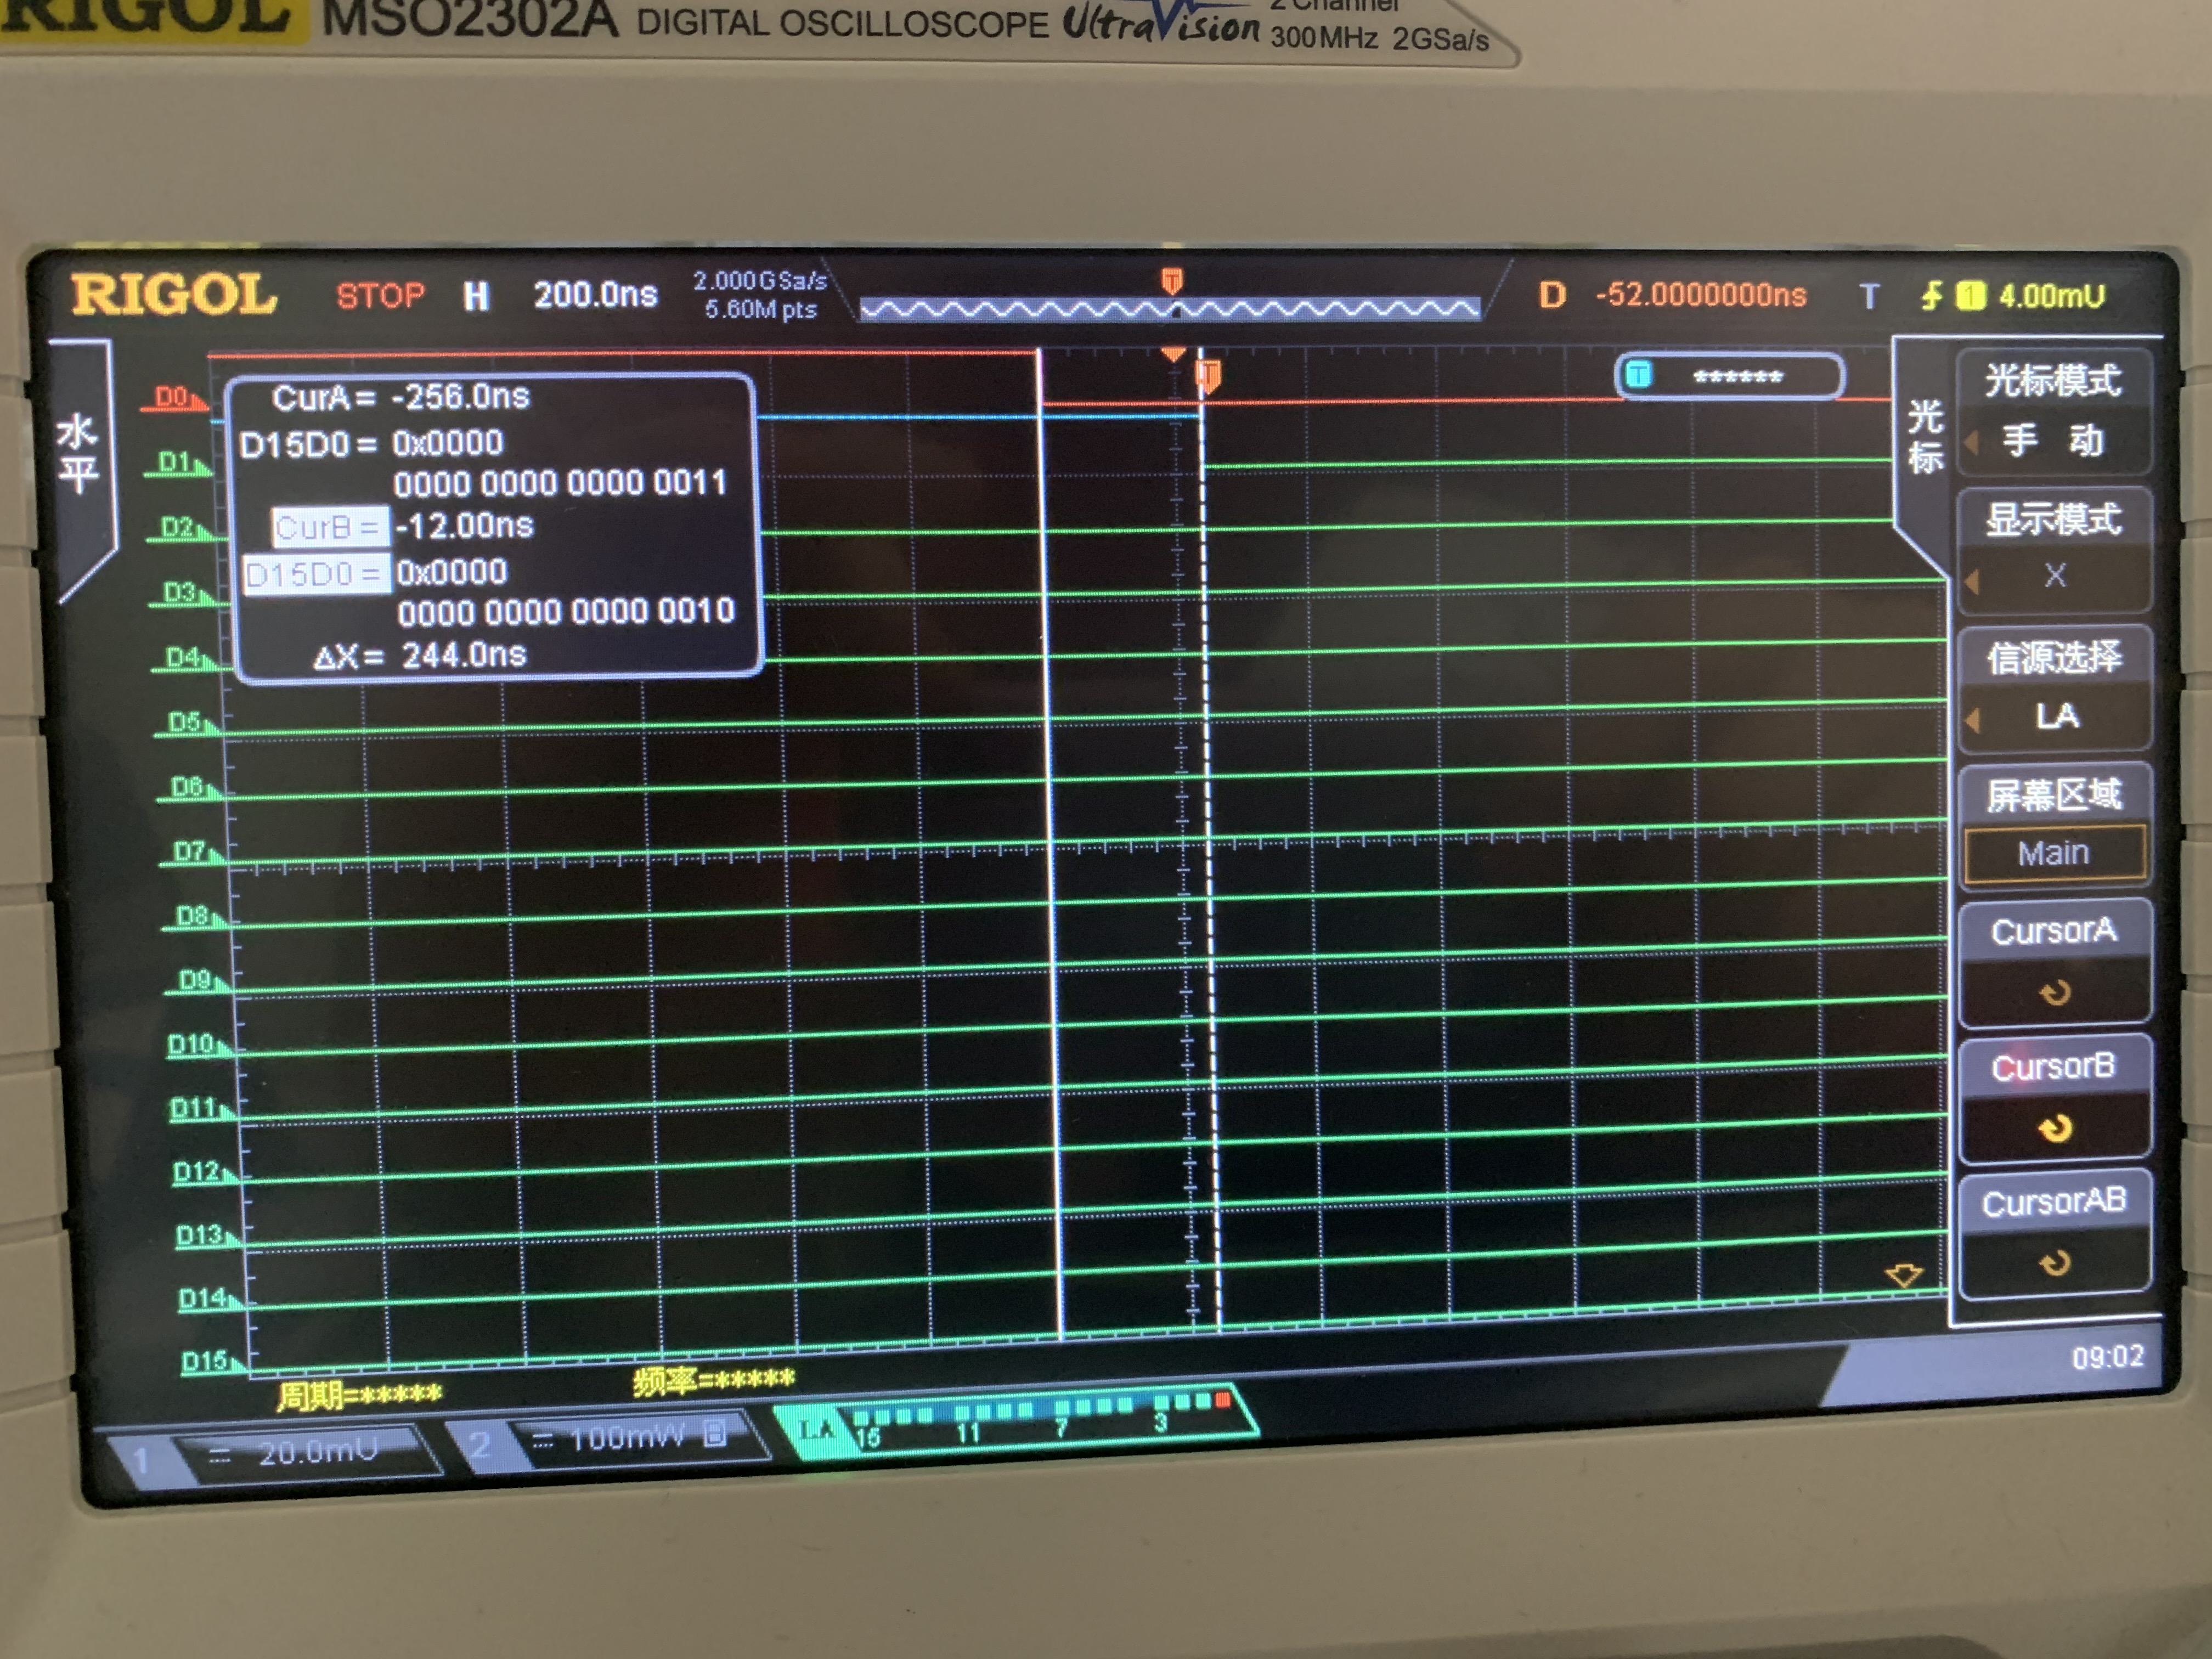 RIGOL MSO2302A DIGITAL OSCILLOSCOPE UltraVision 2 Channel 300MHz 2GSa/s
RIGOL STOP H 200.0ns 2.000GSa/s 5.60M pts T D -52.0000000ns T 1 4.00mU
水平
CurA= -256.0ns
D15D0= 0x0000
0000 0000 0000 0011
CurB= -12.00ns
D15D0= 0x0000
0000 0000 0000 0010
ΔX= 244.0ns
T
T ******
D0
D1
D2
D3
D4
D5
D6
D7
D8
D9
D10
D11
D12
D13
D14
D15
光标
光标模式
手 动
显示模式
X
信源选择
LA
屏幕区域
Main
CursorA
CursorB
CursorAB
周期=***** 频率=*****
1 20.0mU 2 100mW B LA 15 11 7 3
09:02